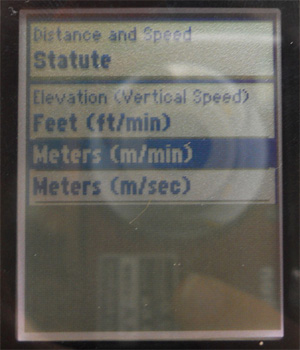 Distance and Speed
Statute
Elevation (Vertical Speed)
Feet (ft/min)
Meters (m/min)
Meters (m/sec)